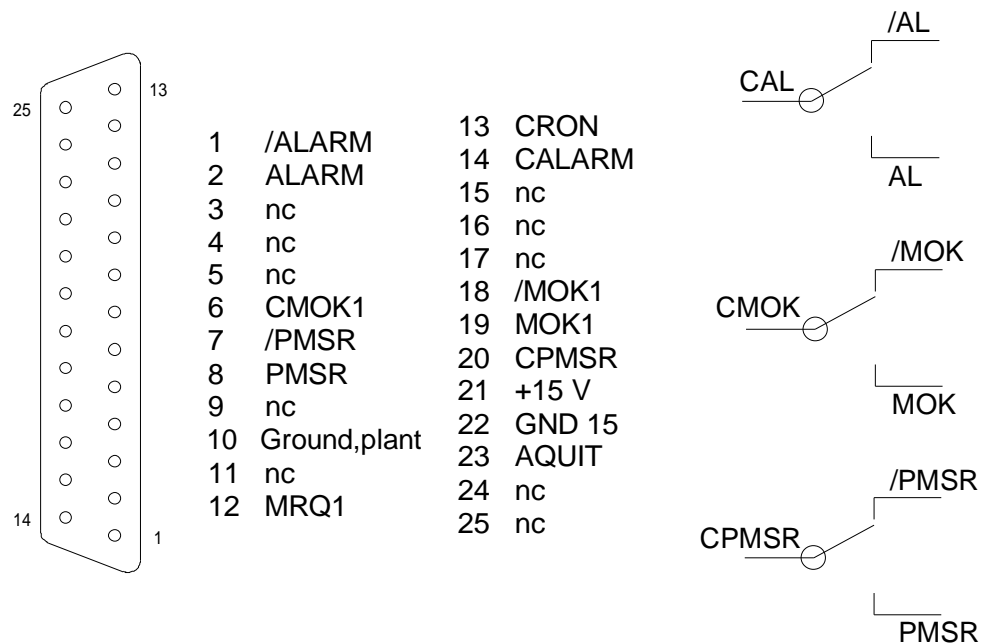 25
13
14
1
1 /ALARM
2 ALARM
3 nc
4 nc
5 nc
6 CMOK1
7 /PMSR
8 PMSR
9 nc
10 Ground,plant
11 nc
12 MRQ1
13 CRON
14 CALARM
15 nc
16 nc
17 nc
18 /MOK1
19 MOK1
20 CPMSR
21 +15 V
22 GND 15
23 AQUIT
24 nc
25 nc
/AL
CAL
AL
/MOK
CMOK
MOK
/PMSR
CPMSR
PMSR